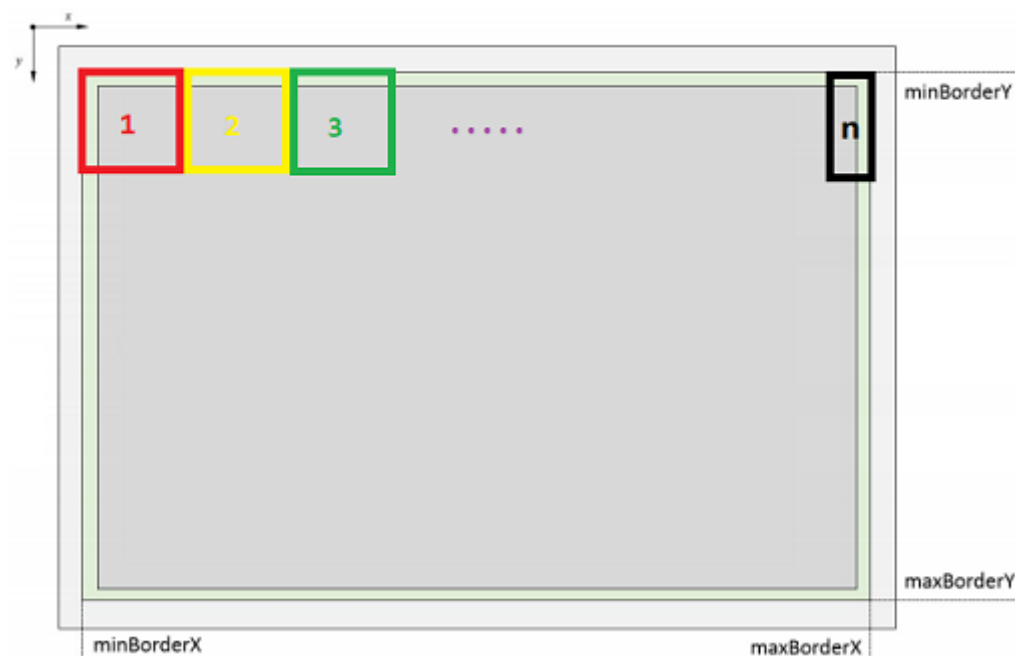 x
y
minBorderY
1 2 3 ..... n
maxBorderY
minBorderX
maxBorderX